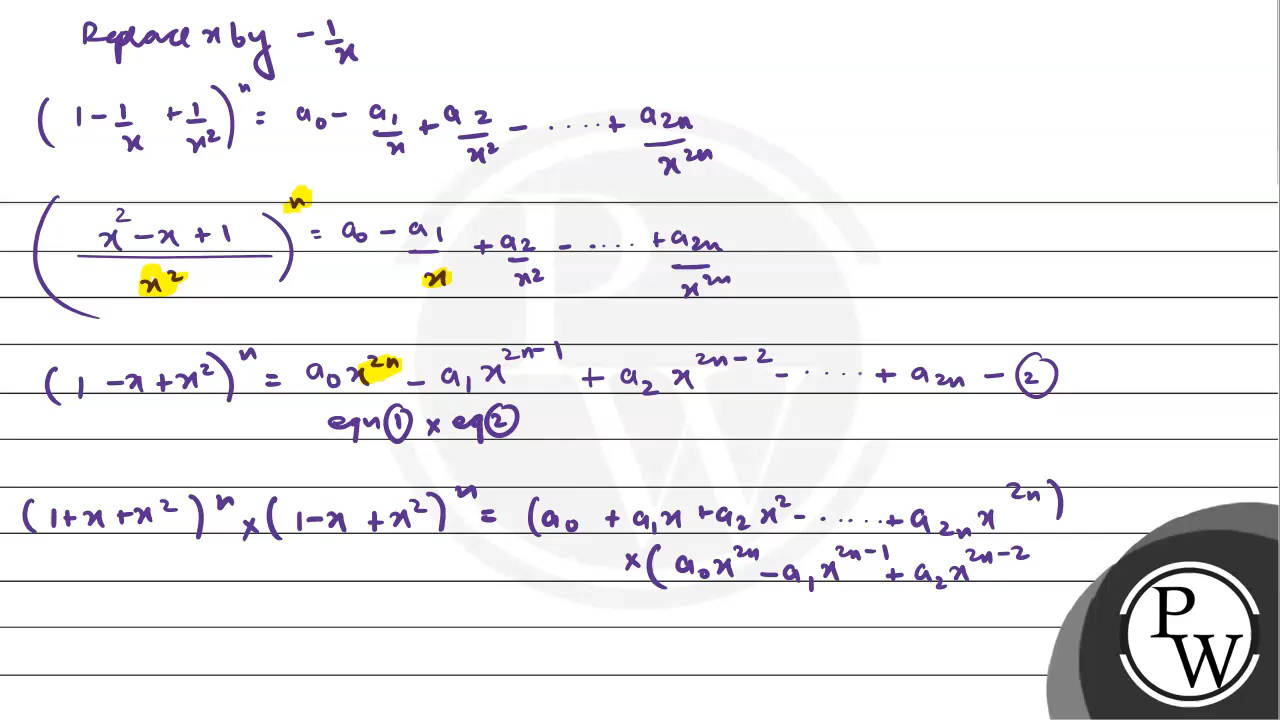 Replace x by - 1/x
(1 - 1/x + 1/x²)ⁿ = a₀ - a₁/x + a₂/x² - ..... + a₂ₙ/x²ⁿ
((x² - x + 1)/x²)ⁿ = a₀ - a₁/x + a₂/x² - ..... + a₂ₙ/x²ⁿ
(1 - x + x²)ⁿ = a₀x²ⁿ - a₁x²ⁿ⁻¹ + a₂x²ⁿ⁻² - ..... + a₂ₙ - ②
eqn ① × eq ②
(1 + x + x²)ⁿ × (1 - x + x²)ⁿ = (a₀ + a₁x + a₂x² - ..... + a₂ₙx²ⁿ)
× (a₀x²ⁿ - a₁x²ⁿ⁻¹ + a₂x²ⁿ⁻²
PW